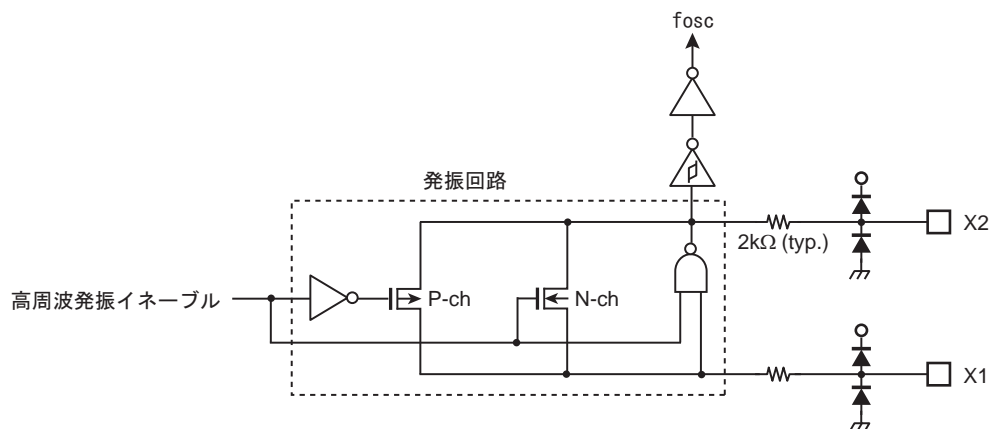 fosc
発振回路
2kΩ (typ.)
X2
高周波発振イネーブル
P-ch
N-ch
X1